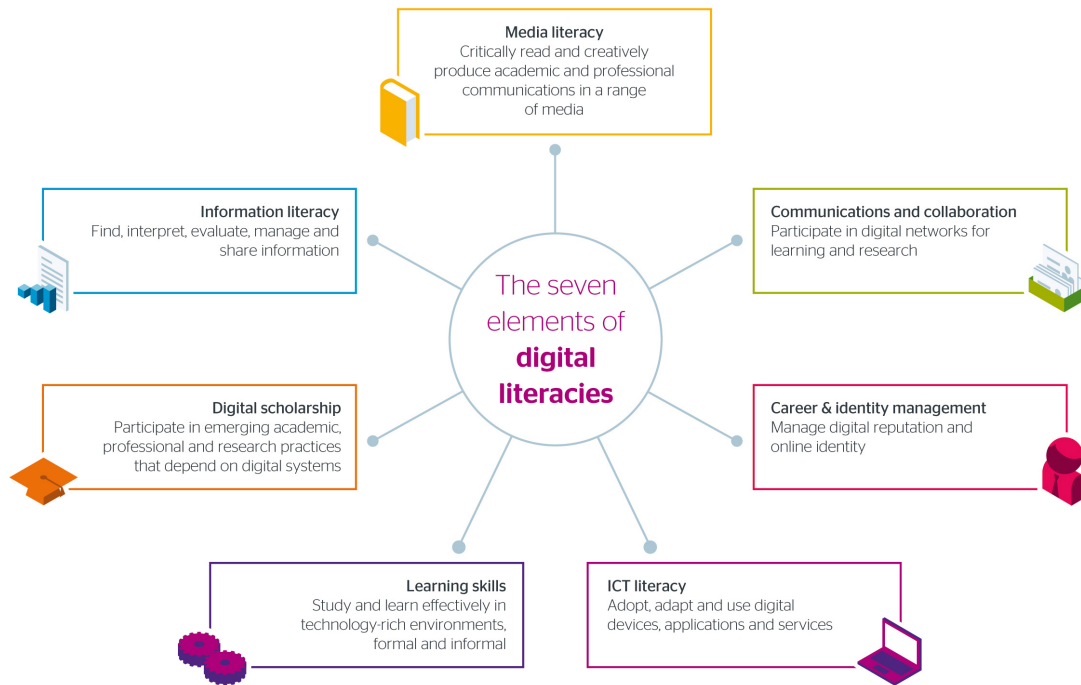 Media literacy
Critically read and creatively
produce academic and professional
communications in a range
of media
Information literacy
Find, interpret, evaluate, manage and
share information
Communications and collaboration
Participate in digital networks for
learning and research
The seven
elements of
digital
literacies
Digital scholarship
Participate in emerging academic,
professional and research practices
that depend on digital systems
Career & identity management
Manage digital reputation and
online identity
Learning skills
Study and learn effectively in
technology-rich environments,
formal and informal
ICT literacy
Adopt, adapt and use digital
devices, applications and services